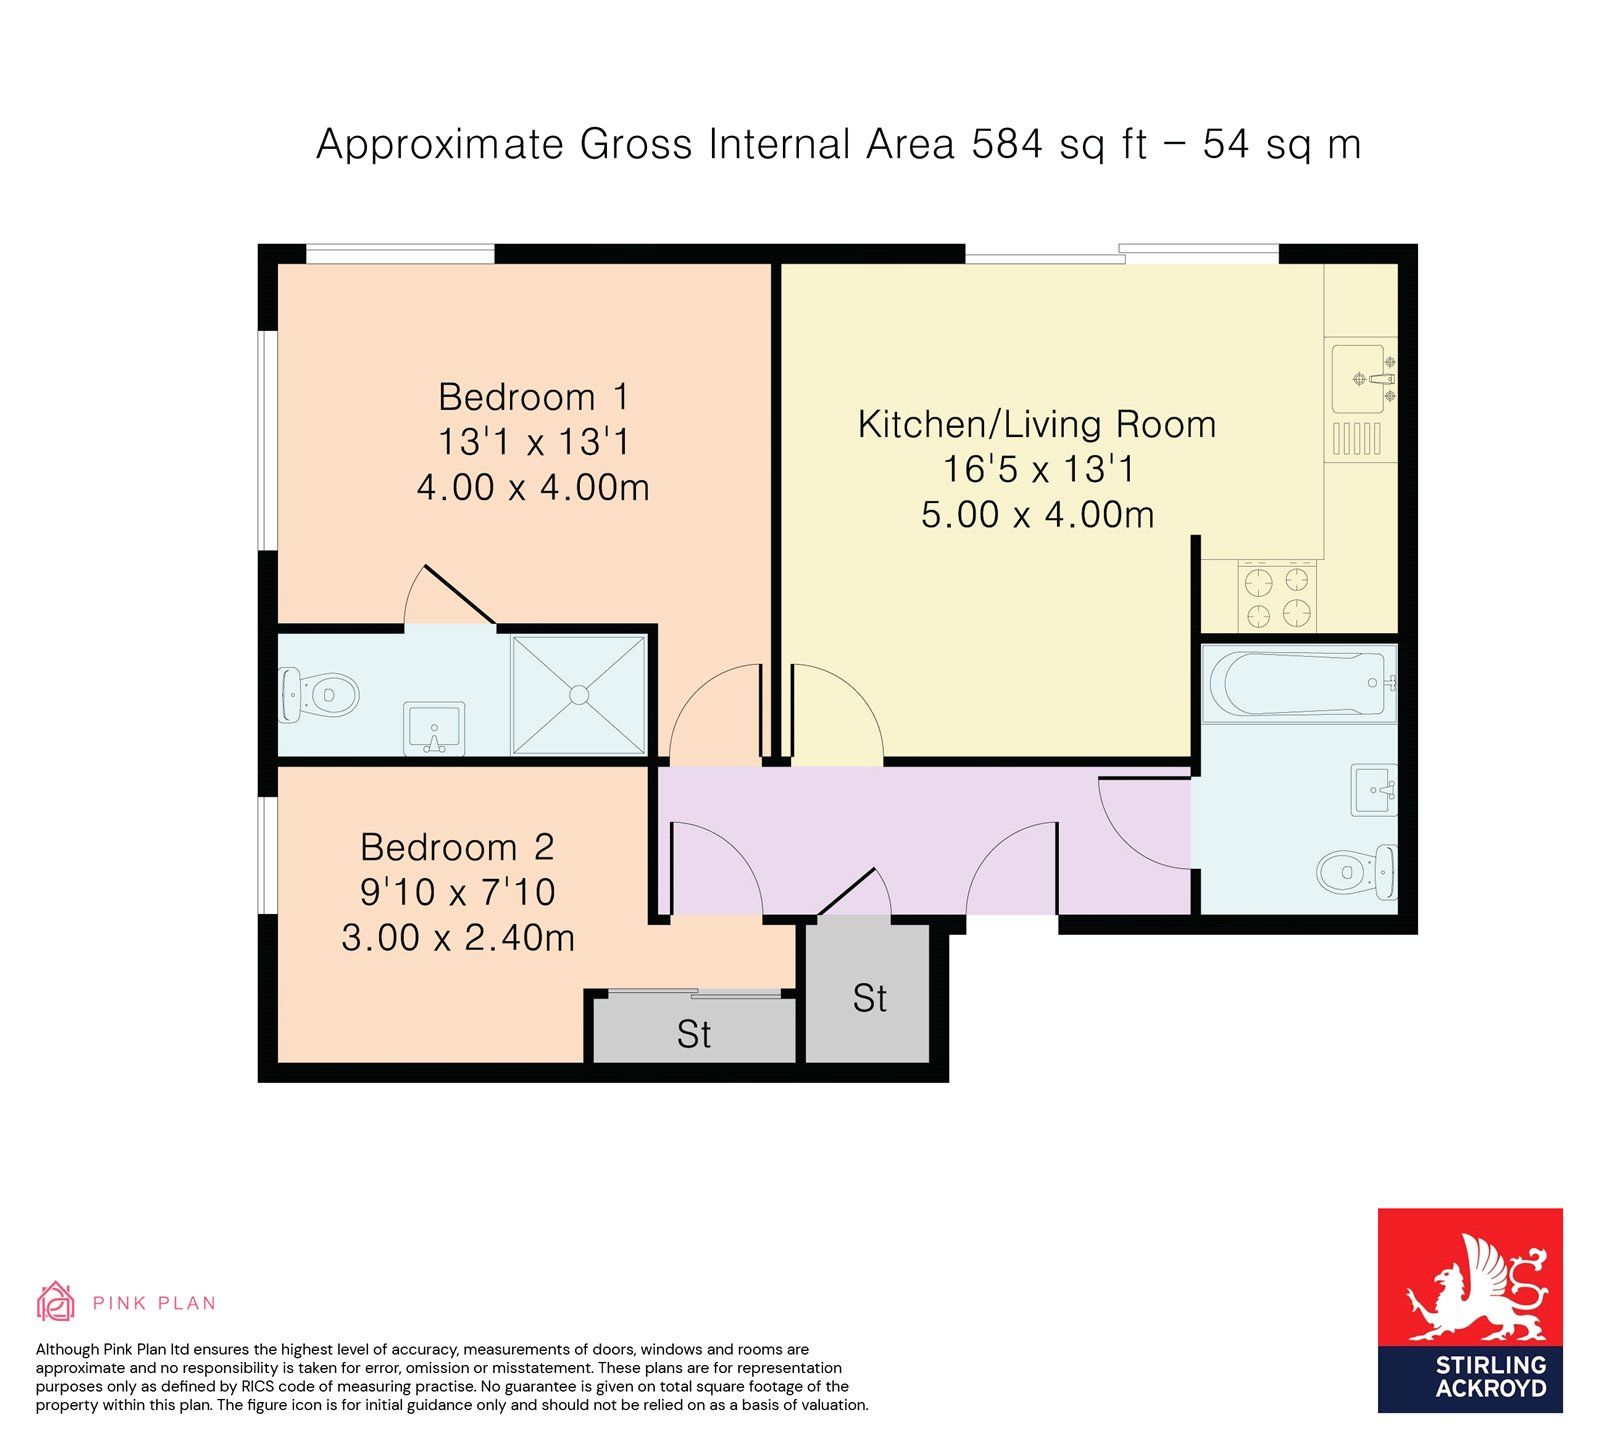 Approximate Gross Internal Area 584 sq ft – 54 sq m
Bedroom 1
13'1 x 13'1
4.00 x 4.00m
Kitchen/Living Room
16'5 x 13'1
5.00 x 4.00m
Bedroom 2
9'10 x 7'10
3.00 x 2.40m
St
St
PINK PLAN
Although Pink Plan ltd ensures the highest level of accuracy, measurements of doors, windows and rooms are
approximate and no responsibility is taken for error, omission or misstatement. These plans are for representation
purposes only as defined by RICS code of measuring practise. No guarantee is given on total square footage of the
property within this plan. The figure icon is for initial guidance only and should not be relied on as a basis of valuation.
STIRLING
ACKROYD